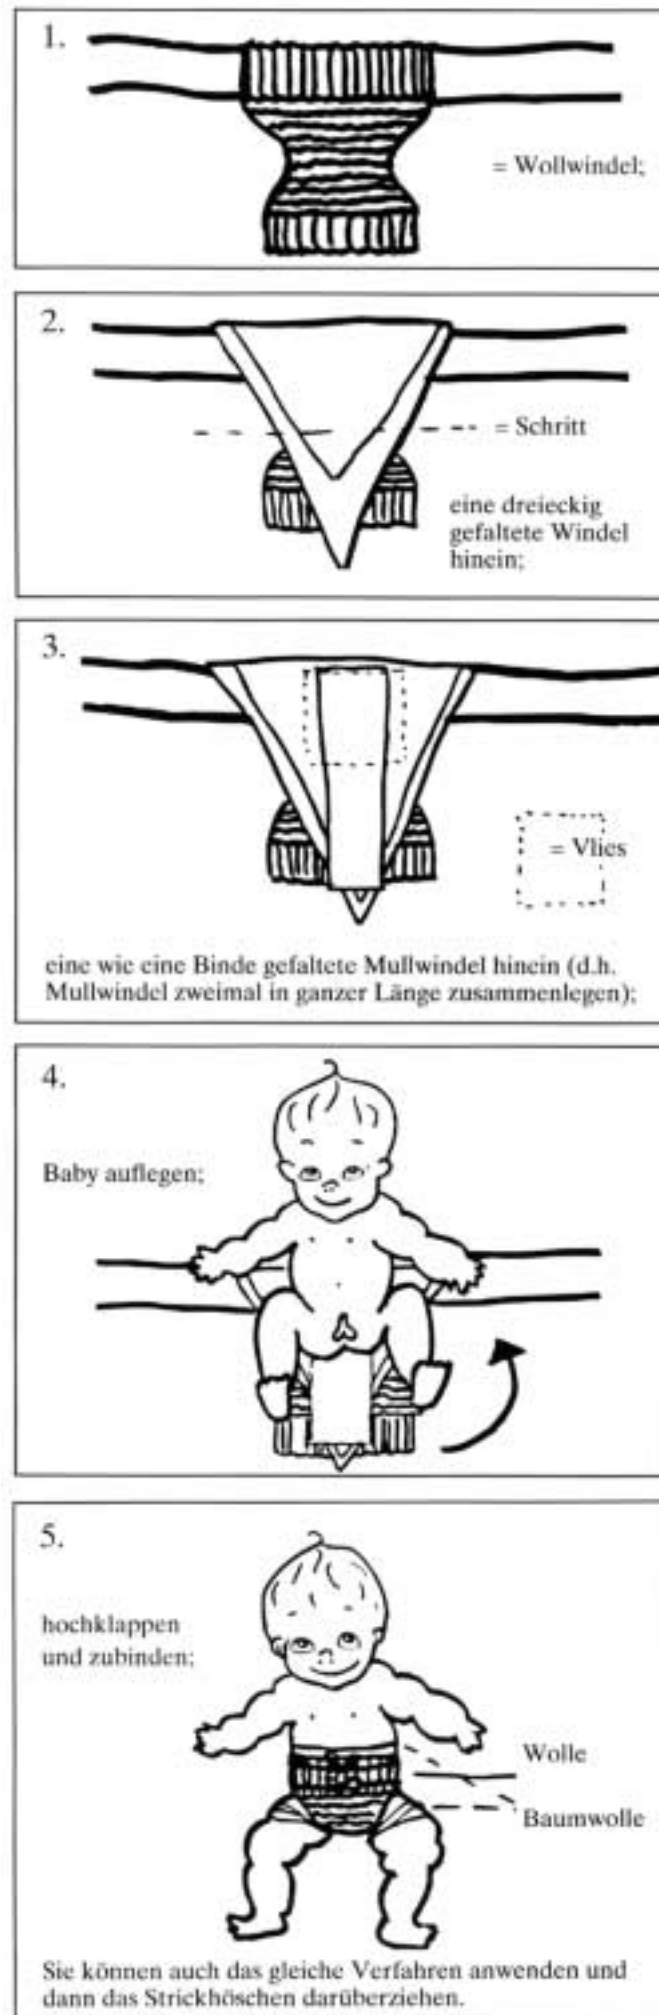 1.
= Wollwindel;
2.
= Schritt
eine dreieckig
gefaltete Windel
hinein;
3.
= Vlies
eine wie eine Binde gefaltete Mullwindel hinein (d.h.
Mullwindel zweimal in ganzer Länge zusammenlegen);
4.
Baby auflegen;
5.
hochklappen
und zubinden;
Wolle
Baumwolle
Sie können auch das gleiche Verfahren anwenden und
dann das Strickhöschen darüberziehen.